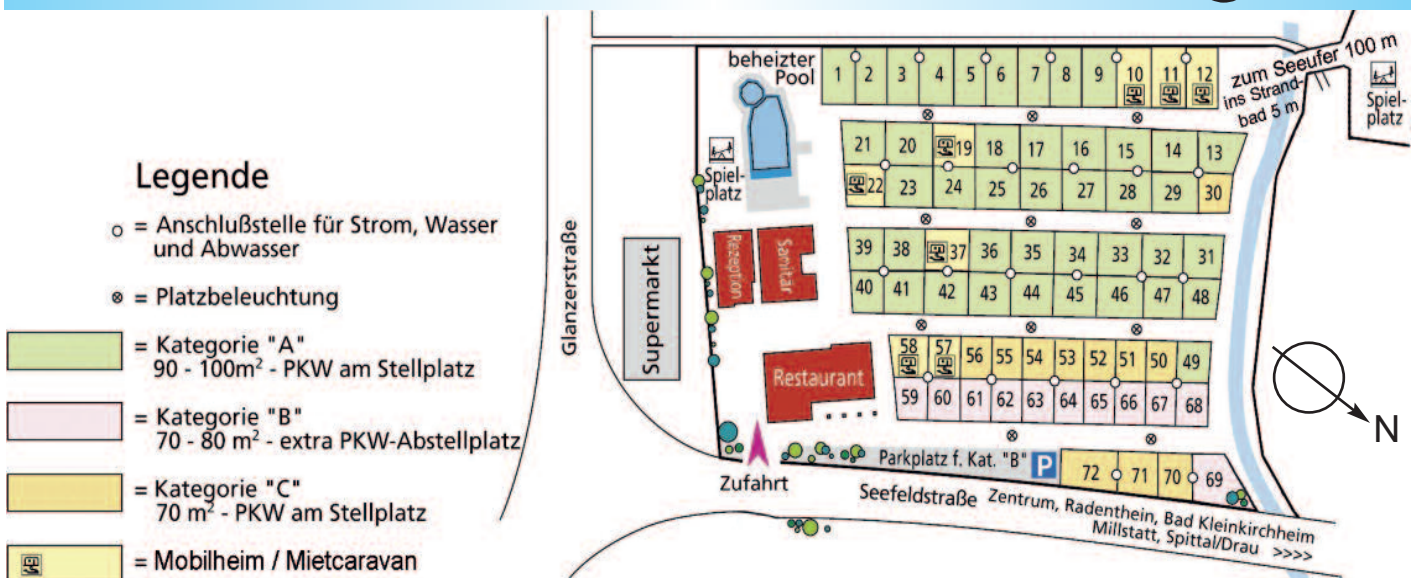 beheizter
Pool
1 2 3 4 5 6 7 8 9 10 11 12
zum Seeufer 100 m
ins Strand-
bad 5 m
Spiel-
platz
21 20 19 18 17 16 15 14 13
22 23 24 25 26 27 28 29 30
Spiel-
platz
Legende
= Anschlußstelle für Strom, Wasser
und Abwasser
= Platzbeleuchtung
= Kategorie "A"
90 - 100m² - PKW am Stellplatz
= Kategorie "B"
70 - 80 m² - extra PKW-Abstellplatz
= Kategorie "C"
70 m² - PKW am Stellplatz
= Mobilheim / Mietcaravan
Glanzerstraße
Supermarkt
Rezeption
Sanitär
39 38 37 36 35 34 33 32 31
40 41 42 43 44 45 46 47 48
Restaurant
58 57 56 55 54 53 52 51 50 49
59 60 61 62 63 64 65 66 67 68
N
Parkplatz f. Kat. "B" P
72 71 70 69
Zufahrt
Seefeldstraße
Zentrum, Radenthein, Bad Kleinkirchheim
Millstatt, Spittal/Drau >>>>